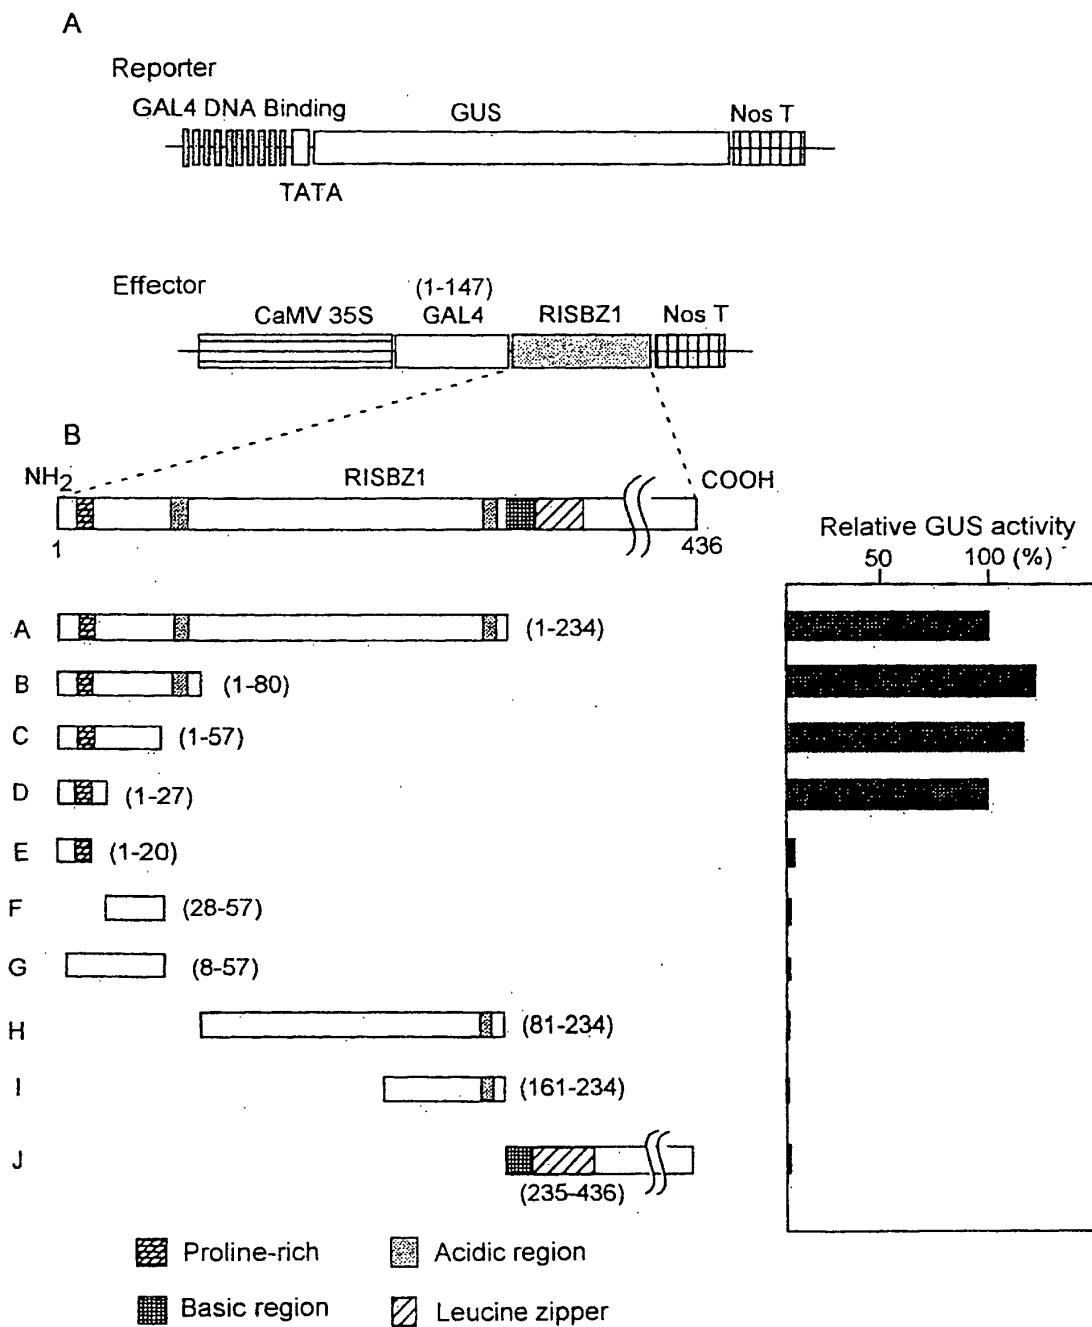 A
Reporter
GAL4 DNA Binding GUS Nos T
TATA
Effector
(1-147)
CaMV 35S GAL4 RISBZ1 Nos T
B
NH2 RISBZ1 COOH
1 436
Relative GUS activity
50 100 (%)
A (1-234)
B (1-80)
C (1-57)
D (1-27)
E (1-20)
F (28-57)
G (8-57)
H (81-234)
I (161-234)
J (235-436)
Proline-rich Acidic region
Basic region Leucine zipper